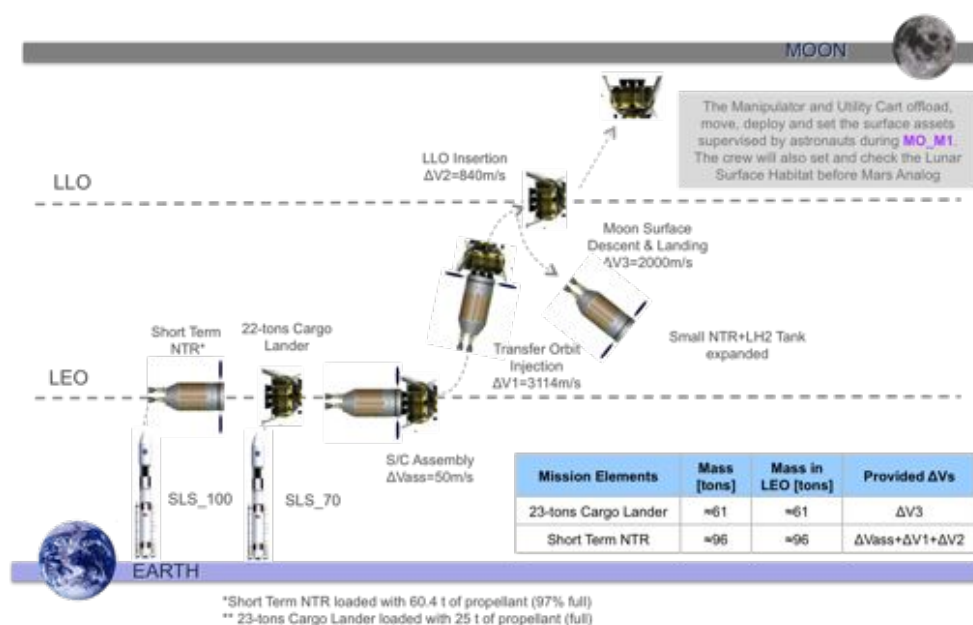 MOON
The Manipulator and Utility Cart offload,
move, deploy and set the surface assets
supervised by astronauts during MO_M1.
The crew will also set and check the Lunar
Surface Habitat before Mars Analog
LLO Insertion
ΔV2=840m/s
LLO
Moon Surface
Descent & Landing
ΔV3=2000m/s
Short Term
NTR*
22-tons Cargo
Lander
Small NTR+LH2 Tank
expanded
Transfer Orbit
Injection
ΔV1=3114m/s
LEO
S/C Assembly
ΔVass=50m/s
SLS_100
SLS_70
Mission Elements Mass [tons] Mass in LEO [tons] Provided ΔVs
23-tons Cargo Lander ≈61 ≈61 ΔV3
Short Term NTR ≈96 ≈96 ΔVass+ΔV1+ΔV2
EARTH
*Short Term NTR loaded with 60.4 t of propellant (97% full)
** 23-tons Cargo Lander loaded with 25 t of propellant (full)